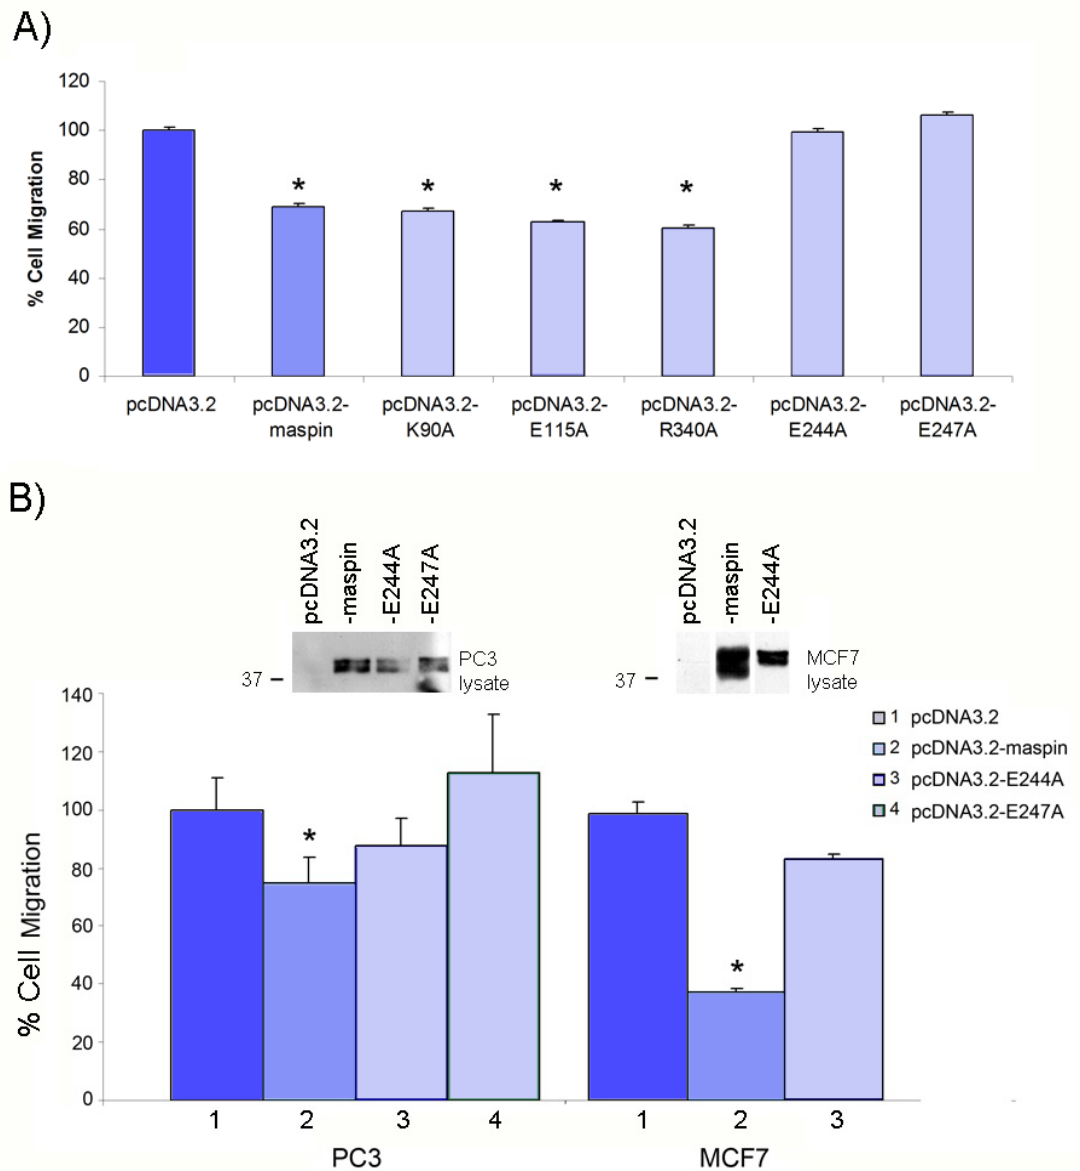 A)
120
100
80
60
40
20
0
% Cell Migration
* * * *
pcDNA3.2 pcDNA3.2- pcDNA3.2- pcDNA3.2- pcDNA3.2- pcDNA3.2- pcDNA3.2-
maspin K90A E115A R340A E244A E247A
B)
pcDNA3.2 -maspin -E244A -E247A
37
PC3
lysate
pcDNA3.2 -maspin -E244A
37
MCF7
lysate
1 pcDNA3.2
2 pcDNA3.2-maspin
3 pcDNA3.2-E244A
4 pcDNA3.2-E247A
140
120
100
80
60
40
20
0
% Cell Migration
* *
1 2 3 4 1 2 3
PC3 MCF7